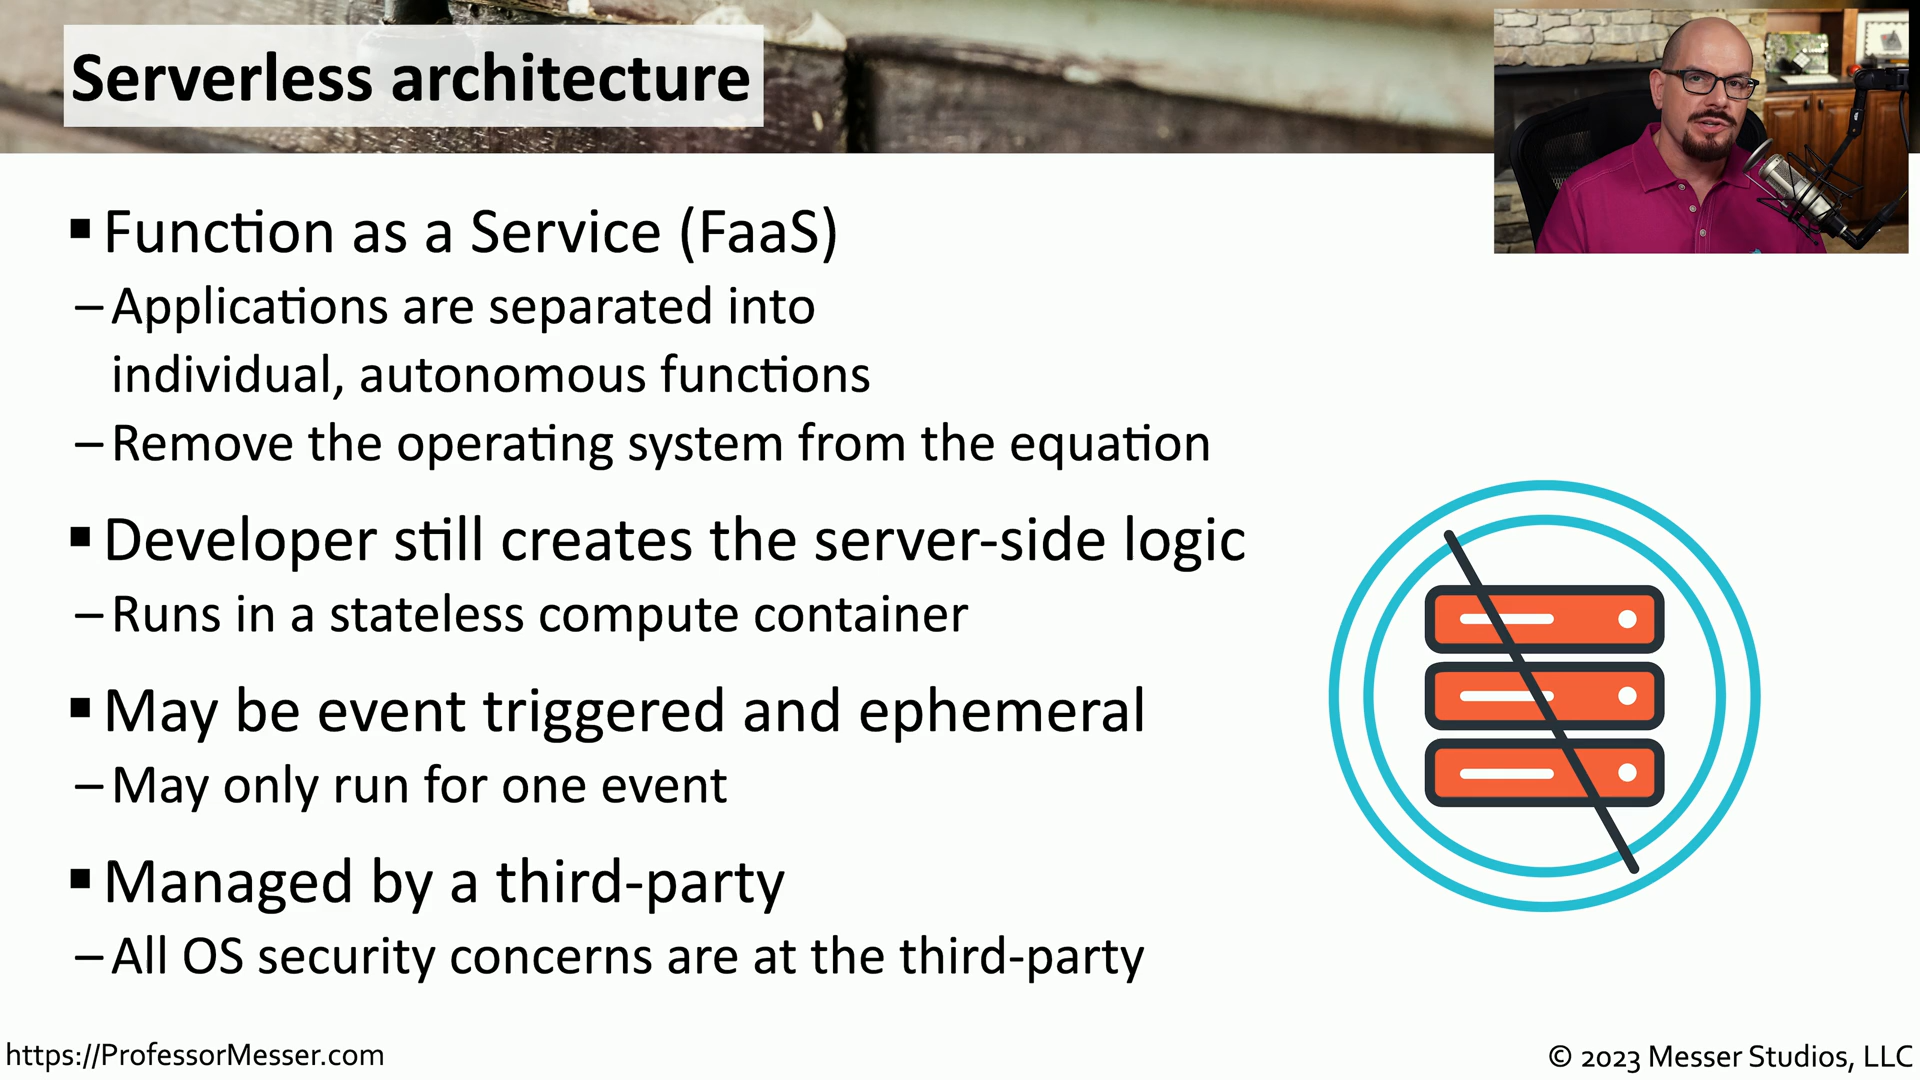 Serverless architecture
▪ Function as a Service (FaaS)
– Applications are separated into
individual, autonomous functions
– Remove the operating system from the equation
▪ Developer still creates the server-side logic
– Runs in a stateless compute container
▪ May be event triggered and ephemeral
– May only run for one event
▪ Managed by a third-party
– All OS security concerns are at the third-party
https://ProfessorMesser.com
© 2023 Messer Studios, LLC